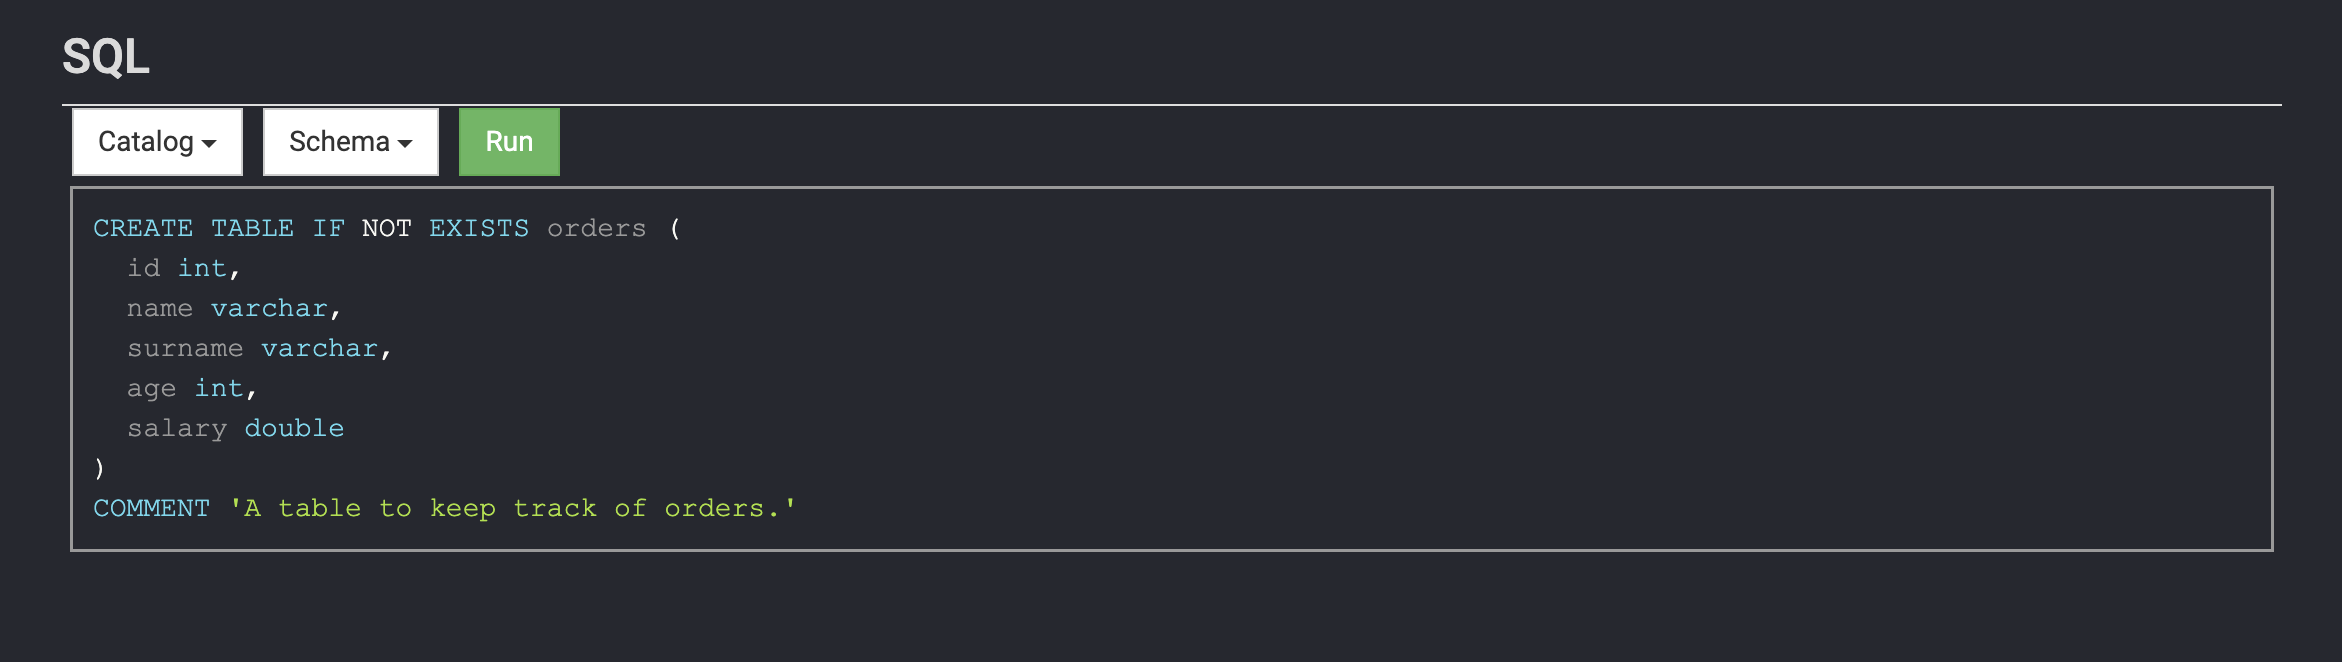 SQL
Catalog Schema Run
CREATE TABLE IF NOT EXISTS orders (
  id int,
  name varchar,
  surname varchar,
  age int,
  salary double
)
COMMENT 'A table to keep track of orders.'